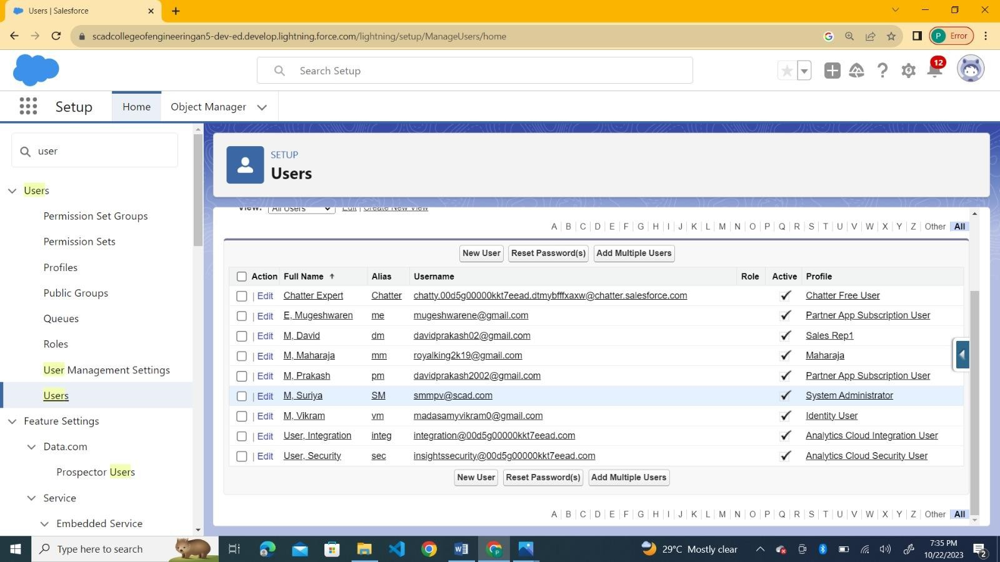 Users | Salesforce
scadcollegeofengineeringan5-dev-ed.develop.lightning.force.com/lightning/setup/ManageUsers/home
P Error
Search Setup
12
Setup Home Object Manager
user
SETUP
Users
Users
Permission Set Groups
Permission Sets
Profiles
Public Groups
Queues
Roles
User Management Settings
Users
Feature Settings
Data.com
Prospector Users
Service
Embedded Service
View: All Users Edit | Create New View
A B C D E F G H I J K L M N O P Q R S T U V W X Y Z Other All
New User Reset Password(s) Add Multiple Users
Action Full Name Alias Username Role Active Profile
| Edit Chatter Expert Chatter chatty.00d5g00000kkt7eead.dtmybfffxaxw@chatter.salesforce.com Chatter Free User
| Edit E, Mugeshwaren me mugeshwarene@gmail.com Partner App Subscription User
| Edit M, David dm davidprakash02@gmail.com Sales Rep1
| Edit M, Maharaja mm royalking2k19@gmail.com Maharaja
| Edit M, Prakash pm davidprakash2002@gmail.com Partner App Subscription User
| Edit M, Suriya SM smmpv@scad.com System Administrator
| Edit M, Vikram vm madasamyvikram0@gmail.com Identity User
| Edit User, Integration integ integration@00d5g00000kkt7eead.com Analytics Cloud Integration User
| Edit User, Security sec insightssecurity@00d5g00000kkt7eead.com Analytics Cloud Security User
New User Reset Password(s) Add Multiple Users
A B C D E F G H I J K L M N O P Q R S T U V W X Y Z Other All
Type here to search
29°C Mostly clear
7:35 PM
10/22/2023
2